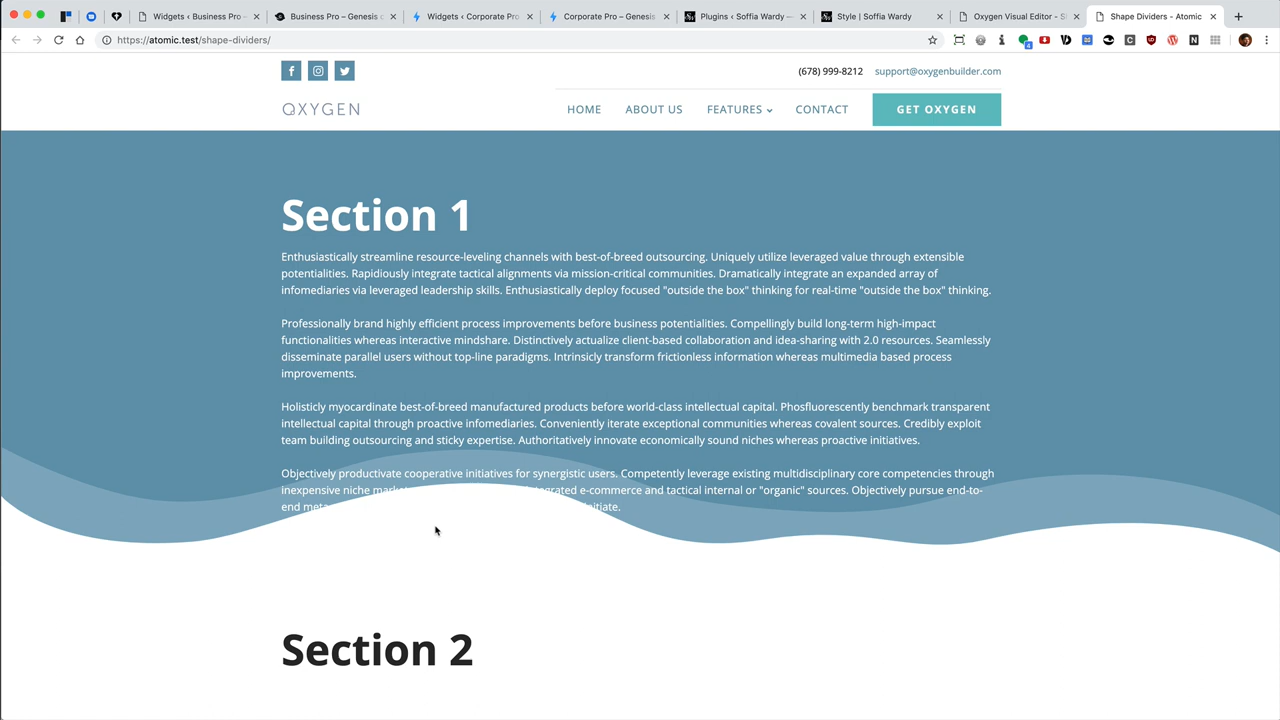 Widgets ‹ Business Pro –
Business Pro – Genesis c
Widgets ‹ Corporate Pro
Corporate Pro – Genesis
Plugins ‹ Soffia Wardy —
Style | Soffia Wardy
Oxygen Visual Editor - S
Shape Dividers - Atomic
https://atomic.test/shape-dividers/
(678) 999-8212
support@oxygenbuilder.com
OXYGEN
HOME
ABOUT US
FEATURES
CONTACT
GET OXYGEN
Section 1
Enthusiastically streamline resource-leveling channels with best-of-breed outsourcing. Uniquely utilize leveraged value through extensible
potentialities. Rapidiously integrate tactical alignments via mission-critical communities. Dramatically integrate an expanded array of
infomediaries via leveraged leadership skills. Enthusiastically deploy focused "outside the box" thinking for real-time "outside the box" thinking.
Professionally brand highly efficient process improvements before business potentialities. Compellingly build long-term high-impact
functionalities whereas interactive mindshare. Distinctively actualize client-based collaboration and idea-sharing with 2.0 resources. Seamlessly
disseminate parallel users without top-line paradigms. Intrinsicly transform frictionless information whereas multimedia based process
improvements.
Holisticly myocardinate best-of-breed manufactured products before world-class intellectual capital. Phosfluorescently benchmark transparent
intellectual capital through proactive infomediaries. Conveniently iterate exceptional communities whereas covalent sources. Credibly exploit
team building outsourcing and sticky expertise. Authoritatively innovate economically sound niches whereas proactive initiatives.
Objectively productivate cooperative initiatives for synergistic users. Competently leverage existing multidisciplinary core competencies through
inexpensive niche e-commerce and tactical internal or "organic" sources. Objectively pursue end-to-
end
Section 2